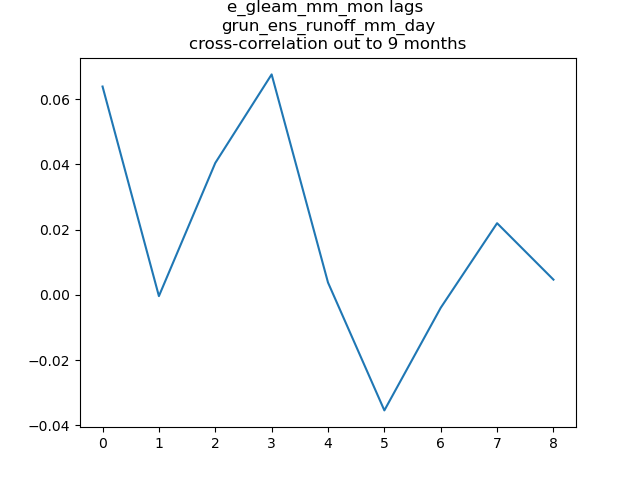 e_gleam_mm_mon lags
grun_ens_runoff_mm_day
cross-correlation out to 9 months
0.06
0.04
0.02
0.00
−0.02
−0.04
0 1 2 3 4 5 6 7 8